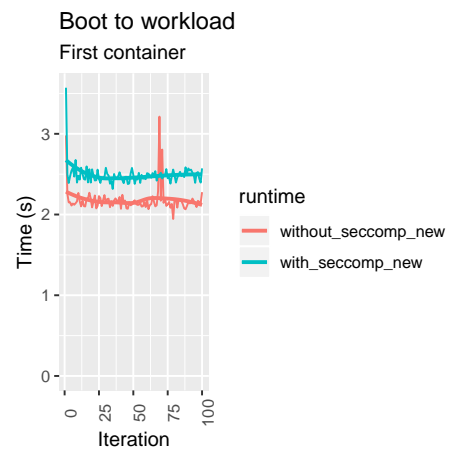 Boot to workload
First container
Time (s)
3
2
1
0
0
25
50
75
100
Iteration
runtime
without_seccomp_new
with_seccomp_new